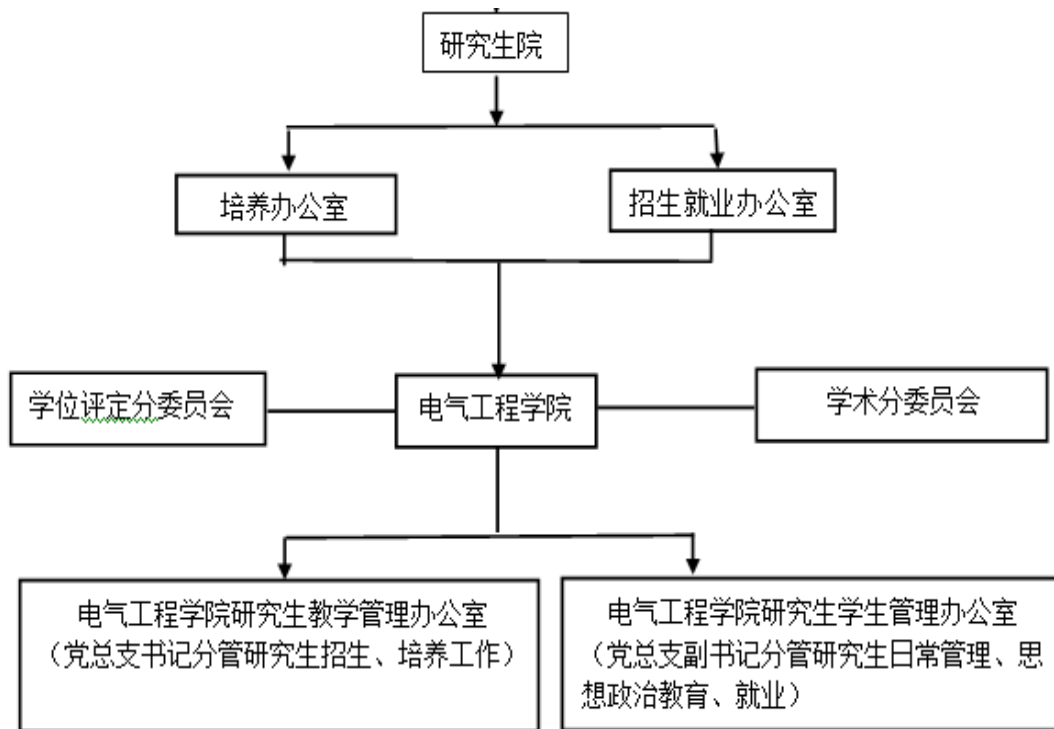 研究生院
培养办公室
招生就业办公室
学位评定分委员会
电气工程学院
学术分委员会
电气工程学院研究生教学管理办公室
（党总支书记分管研究生招生、培养工作）
电气工程学院研究生学生管理办公室
（党总支副书记分管研究生日常管理、思
想政治教育、就业）